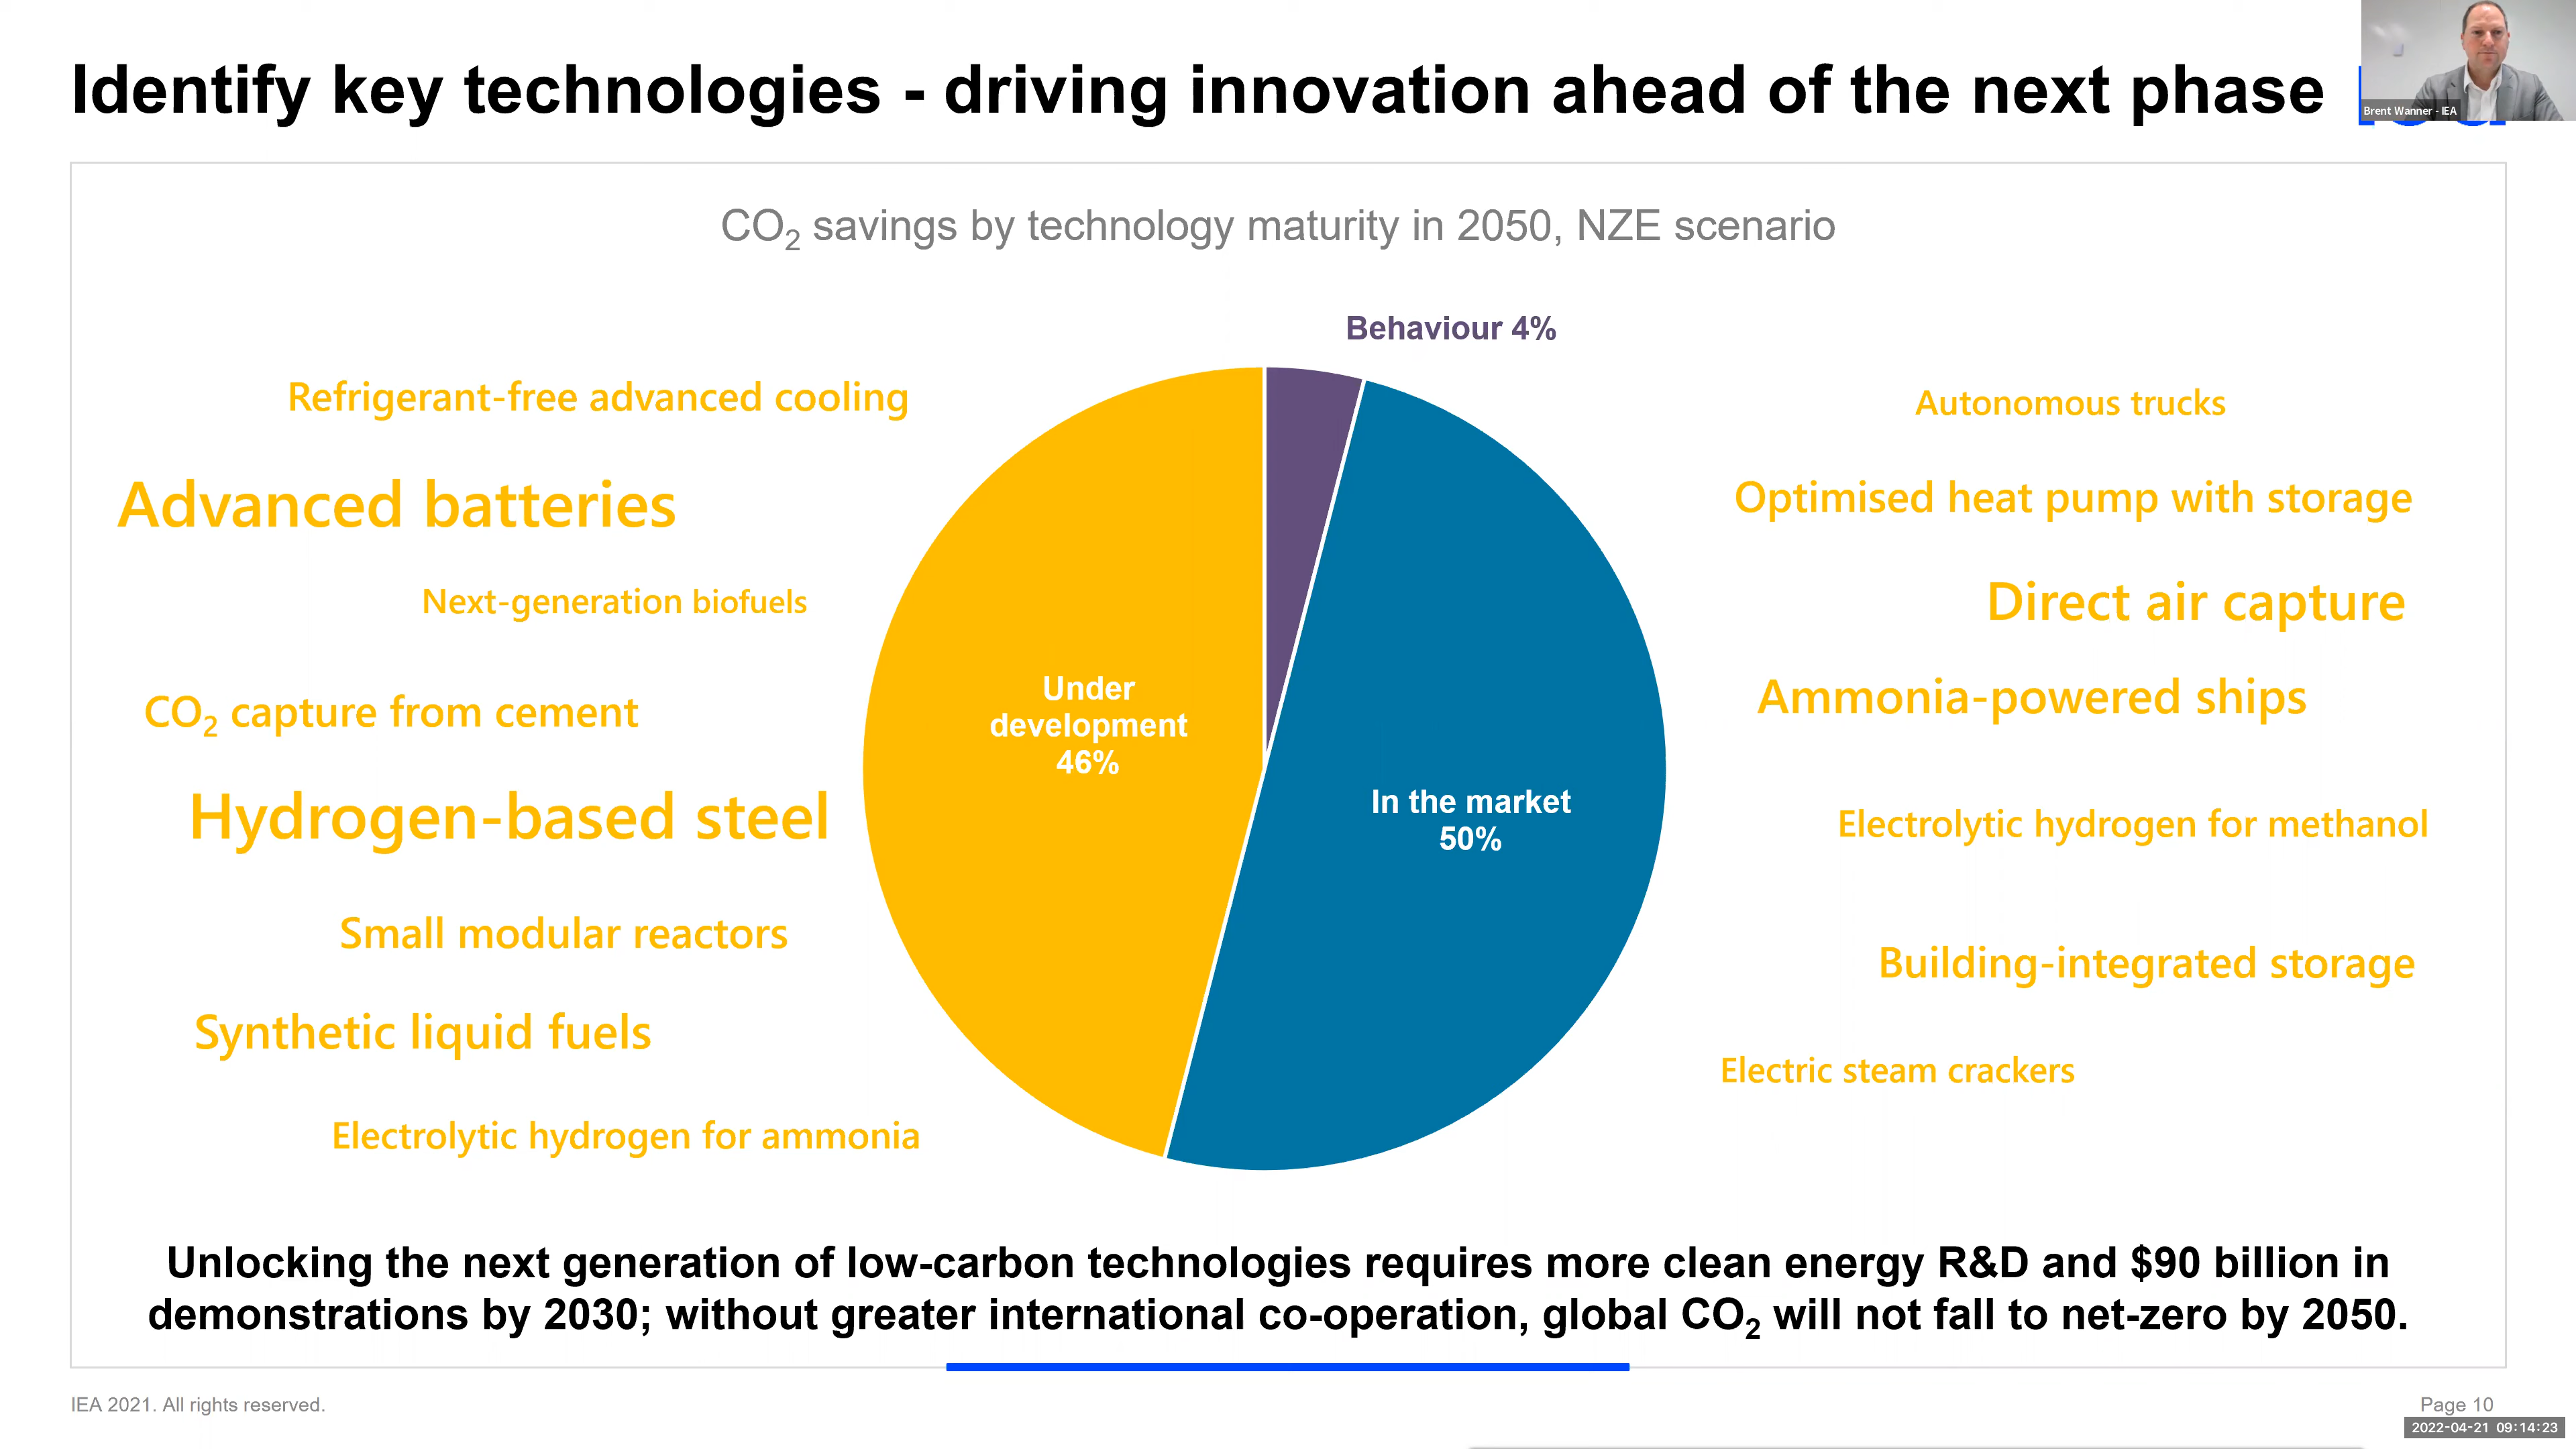 Identify key technologies - driving innovation ahead of the next phase
Brent Wanner - IEA
CO₂ savings by technology maturity in 2050, NZE scenario
Behaviour 4%
Refrigerant-free advanced cooling
Autonomous trucks
Advanced batteries
Optimised heat pump with storage
Next-generation biofuels
Direct air capture
CO₂ capture from cement
Ammonia-powered ships
Under
development
46%
In the market
50%
Hydrogen-based steel
Electrolytic hydrogen for methanol
Small modular reactors
Building-integrated storage
Synthetic liquid fuels
Electric steam crackers
Electrolytic hydrogen for ammonia
Unlocking the next generation of low-carbon technologies requires more clean energy R&D and $90 billion in
demonstrations by 2030; without greater international co-operation, global CO₂ will not fall to net-zero by 2050.
IEA 2021. All rights reserved.
Page 10
2022-04-21 09:14:23